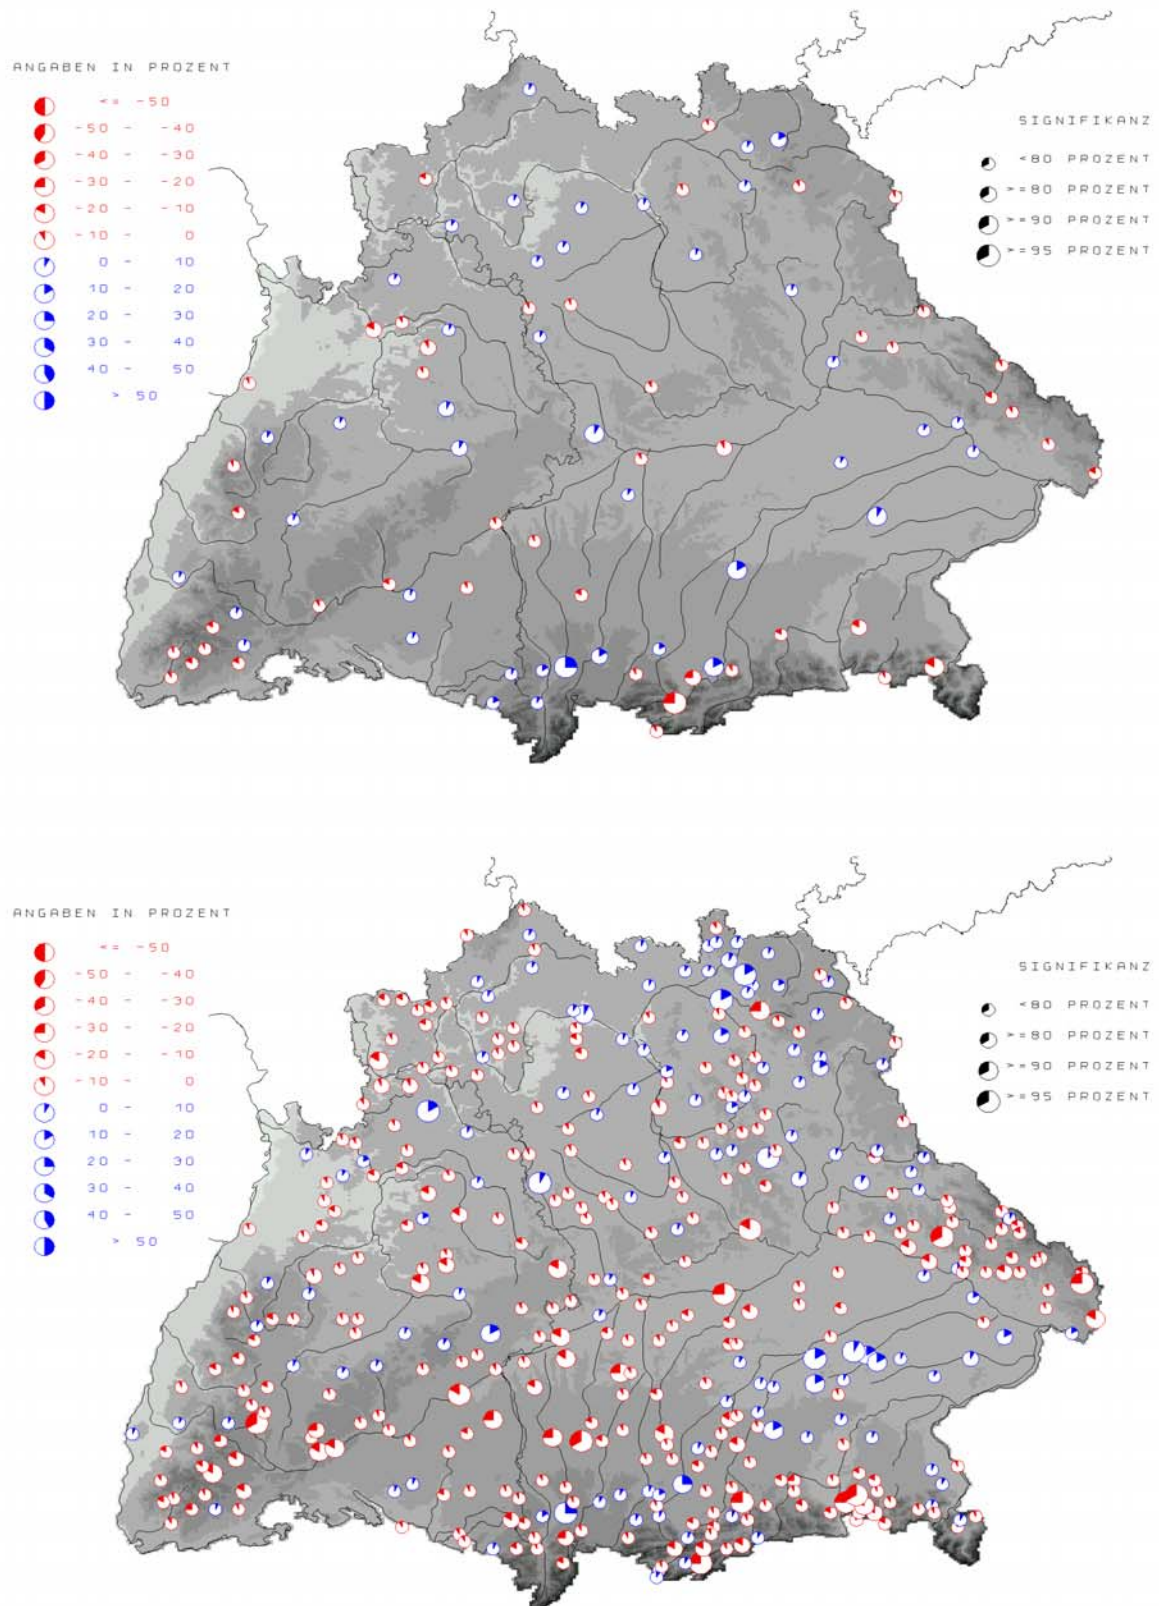 ANGABEN IN PROZENT
<= -50
-50 - -40
-40 - -30
-30 - -20
-20 - -10
-10 - 0
0 - 10
10 - 20
20 - 30
30 - 40
40 - 50
> 50
SIGNIFIKANZ
<80 PROZENT
>=80 PROZENT
>=90 PROZENT
>=95 PROZENT
ANGABEN IN PROZENT
<= -50
-50 - -40
-40 - -30
-30 - -20
-20 - -10
-10 - 0
0 - 10
10 - 20
20 - 30
30 - 40
40 - 50
> 50
SIGNIFIKANZ
<80 PROZENT
>=80 PROZENT
>=90 PROZENT
>=95 PROZENT